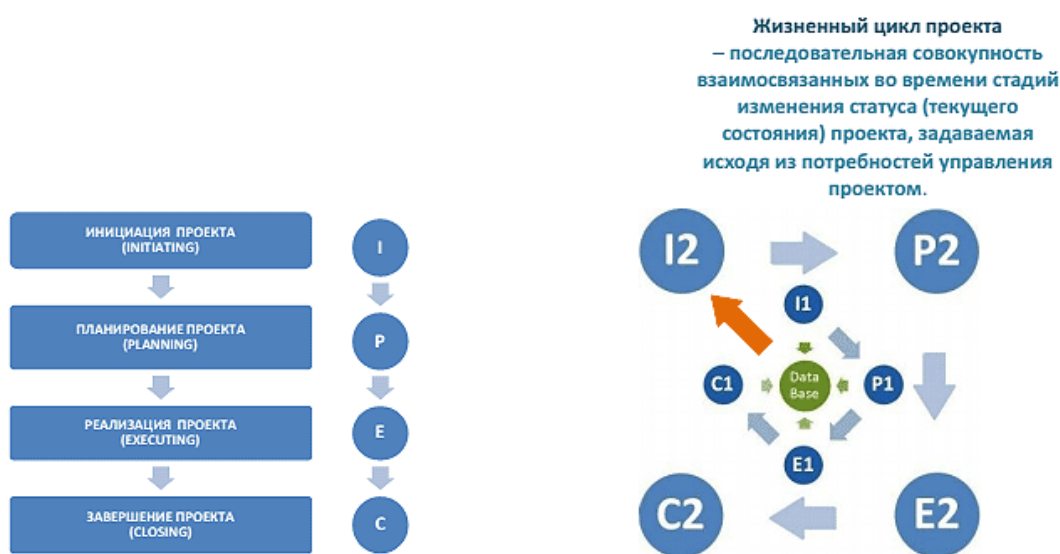 Жизненный цикл проекта
– последовательная совокупность
взаимосвязанных во времени стадий
изменения статуса (текущего
состояния) проекта, задаваемая
исходя из потребностей управления
проектом.
ИНИЦИАЦИЯ ПРОЕКТА
(INITIATING)
I
ПЛАНИРОВАНИЕ ПРОЕКТА
(PLANNING)
P
РЕАЛИЗАЦИЯ ПРОЕКТА
(EXECUTING)
E
ЗАВЕРШЕНИЕ ПРОЕКТА
(CLOSING)
C
I2
P2
I1
C1
Data
Base
P1
E1
C2
E2